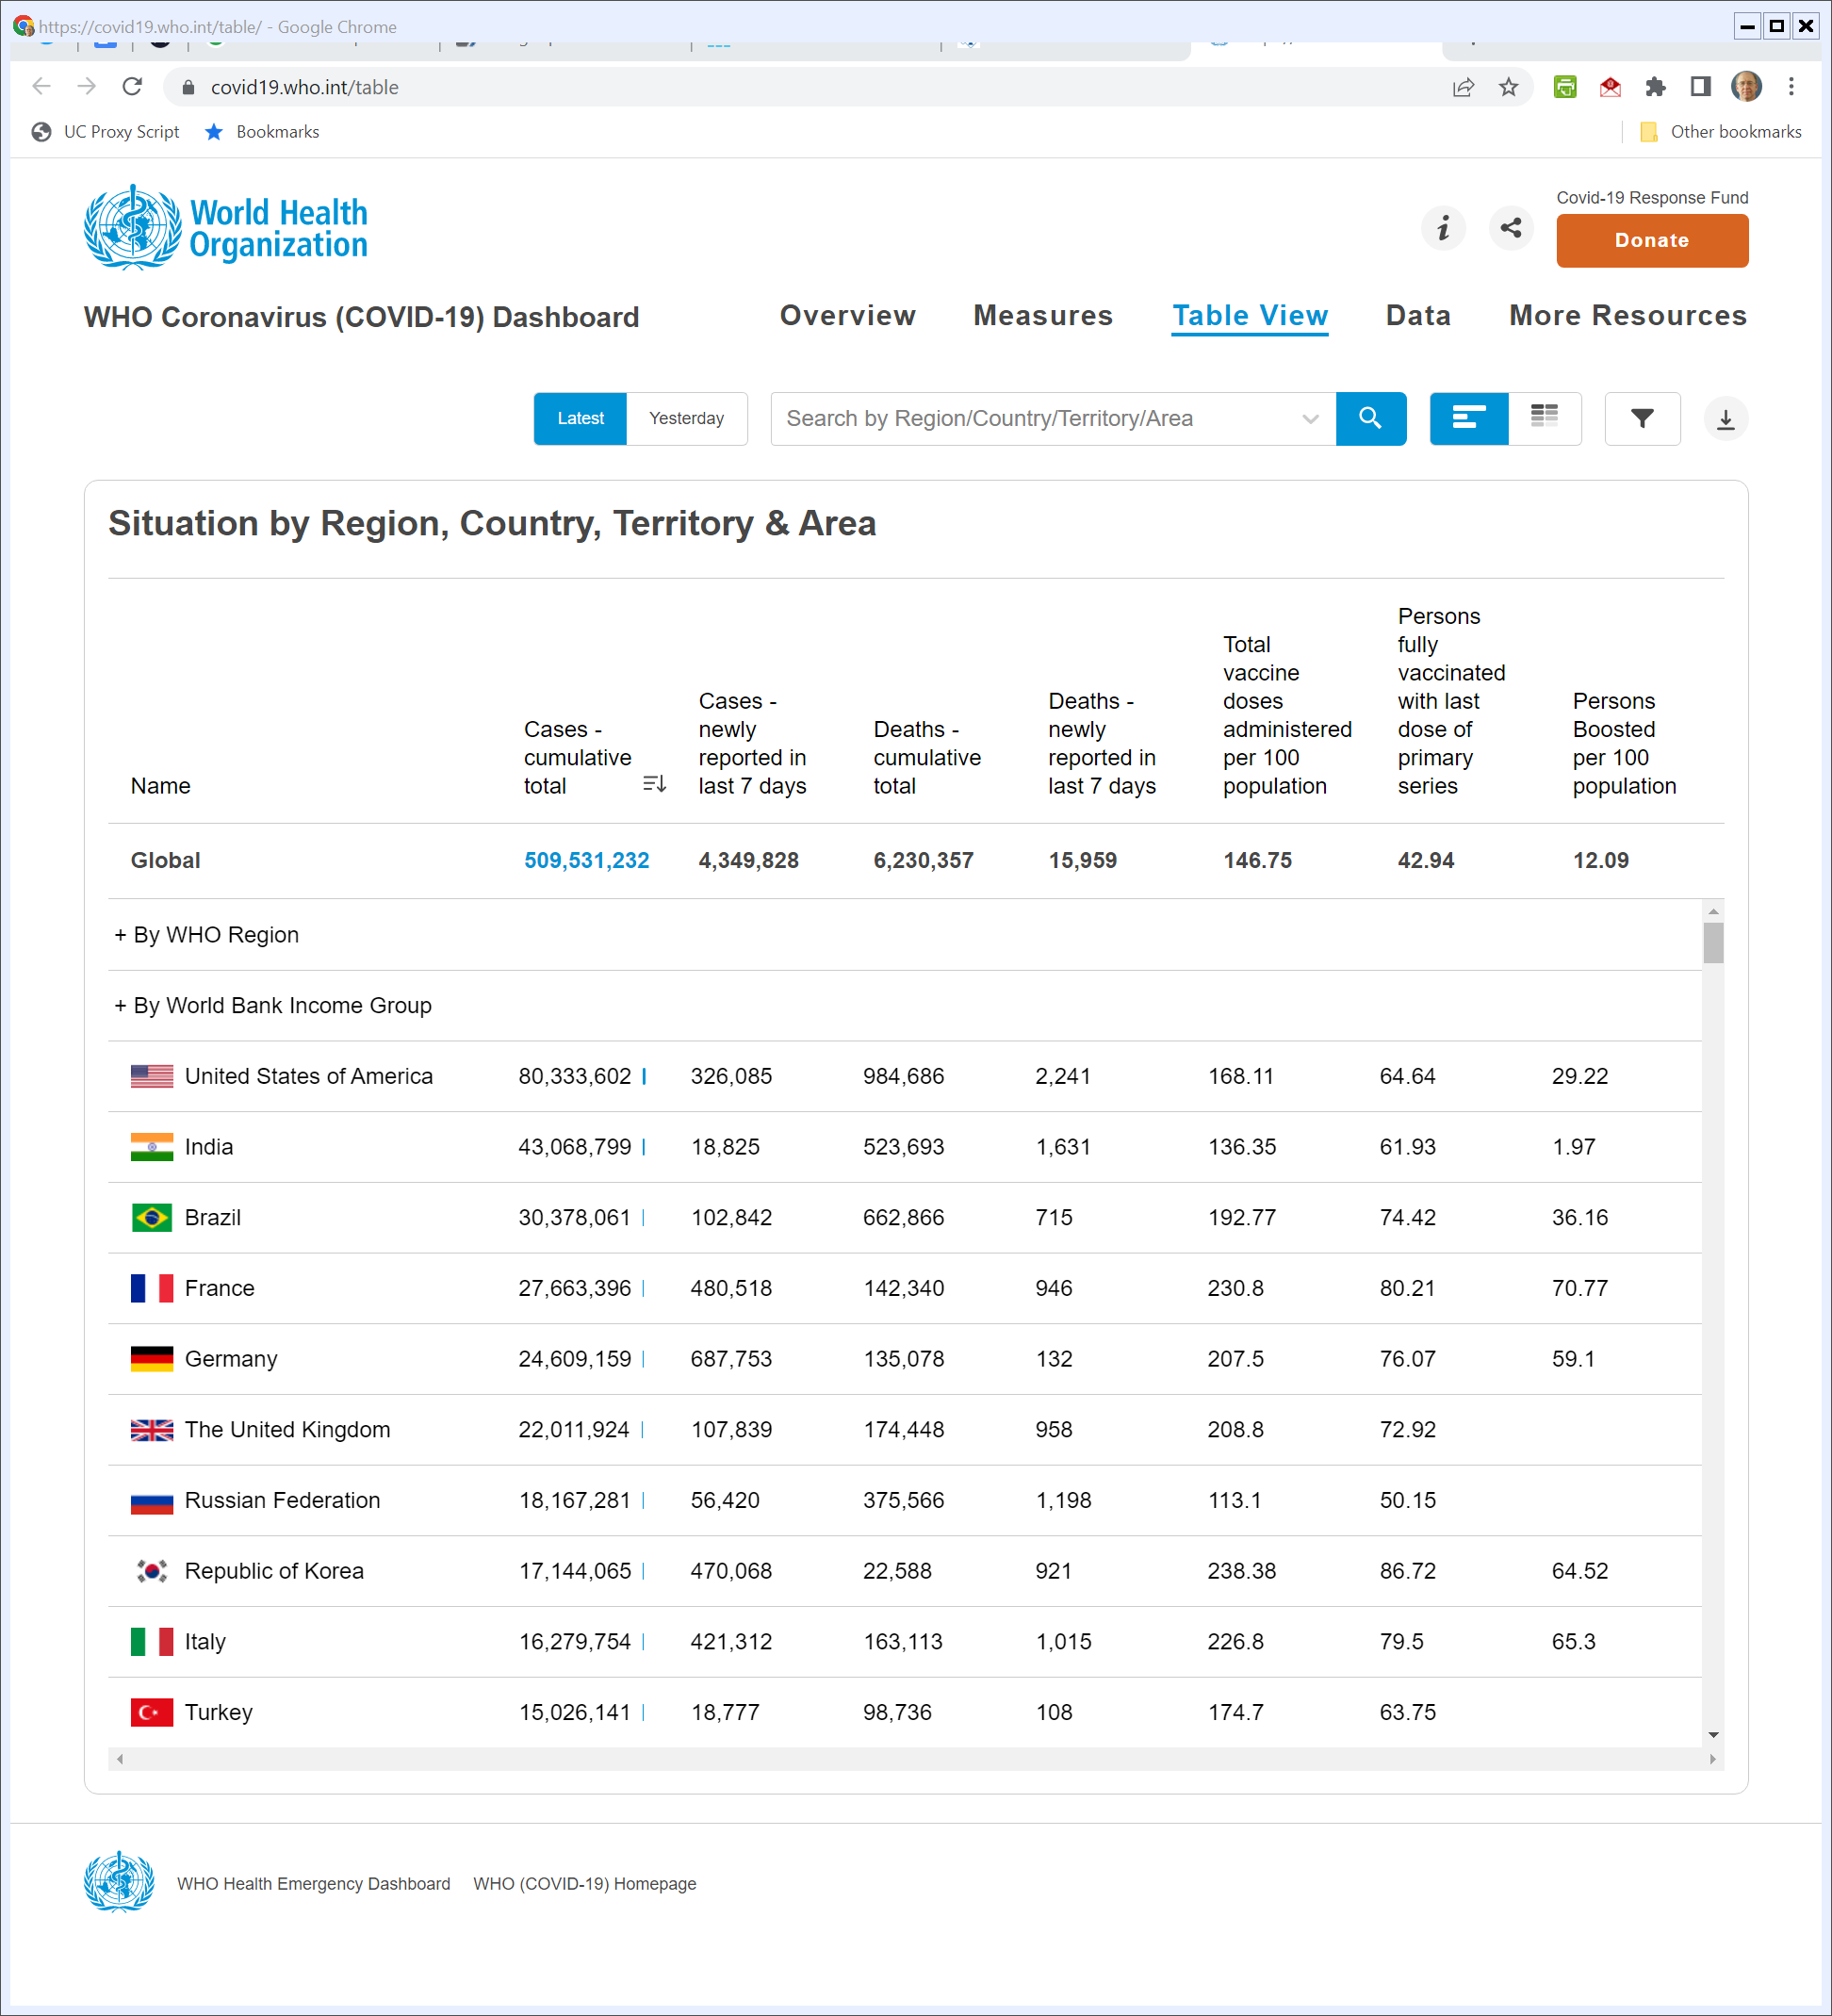 https://covid19.who.int/table/ - Google Chrome
covid19.who.int/table
UC Proxy Script Bookmarks Other bookmarks
World Health
Organization
Covid-19 Response Fund
Donate
WHO Coronavirus (COVID-19) Dashboard
Overview Measures Table View Data More Resources
Latest Yesterday Search by Region/Country/Territory/Area
Situation by Region, Country, Territory & Area
Name
Cases -
cumulative
total
Cases -
newly
reported in
last 7 days
Deaths -
cumulative
total
Deaths -
newly
reported in
last 7 days
Total
vaccine
doses
administered
per 100
population
Persons
fully
vaccinated
with last
dose of
primary
series
Persons
Boosted
per 100
population
Global 509,531,232 4,349,828 6,230,357 15,959 146.75 42.94 12.09
+ By WHO Region
+ By World Bank Income Group
United States of America 80,333,602 326,085 984,686 2,241 168.11 64.64 29.22
India 43,068,799 18,825 523,693 1,631 136.35 61.93 1.97
Brazil 30,378,061 102,842 662,866 715 192.77 74.42 36.16
France 27,663,396 480,518 142,340 946 230.8 80.21 70.77
Germany 24,609,159 687,753 135,078 132 207.5 76.07 59.1
The United Kingdom 22,011,924 107,839 174,448 958 208.8 72.92
Russian Federation 18,167,281 56,420 375,566 1,198 113.1 50.15
Republic of Korea 17,144,065 470,068 22,588 921 238.38 86.72 64.52
Italy 16,279,754 421,312 163,113 1,015 226.8 79.5 65.3
Turkey 15,026,141 18,777 98,736 108 174.7 63.75
WHO Health Emergency Dashboard WHO (COVID-19) Homepage